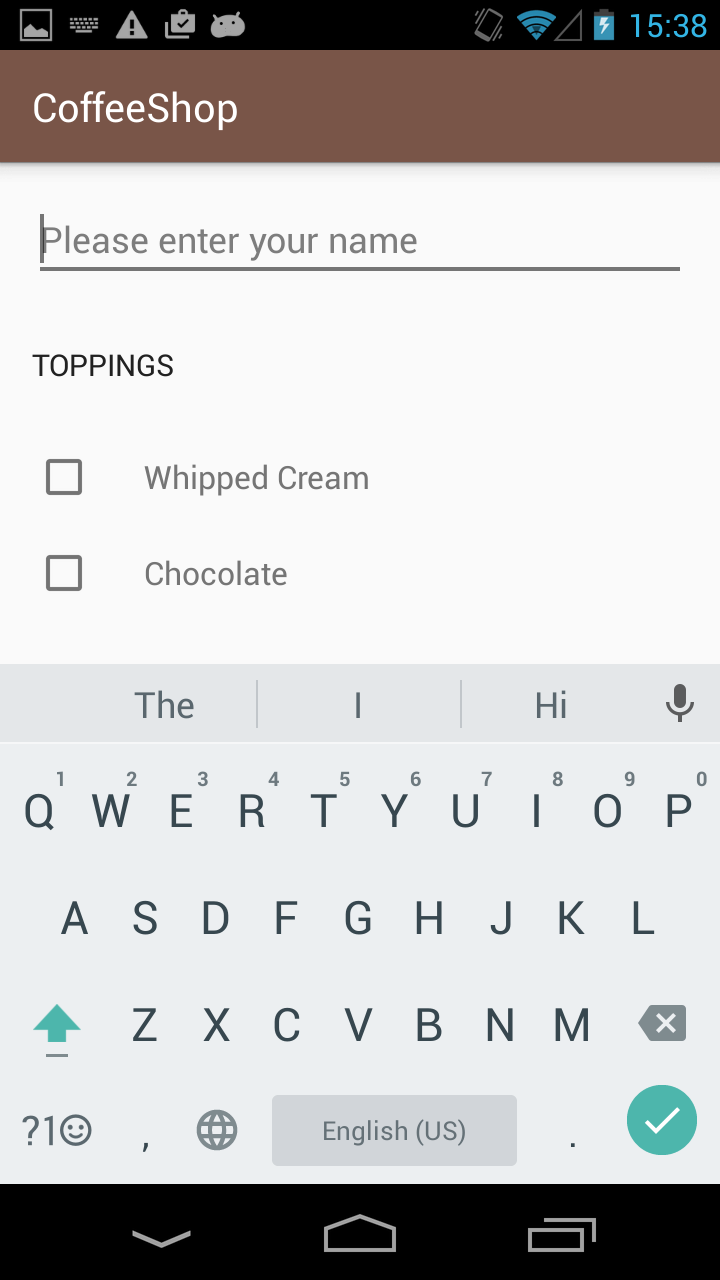 15:38
CoffeeShop
Please enter your name
TOPPINGS
Whipped Cream
Chocolate
The I Hi
1 2 3 4 5 6 7 8 9 0
Q W E R T Y U I O P
A S D F G H J K L
Z X C V B N M
?1 , English (US) .